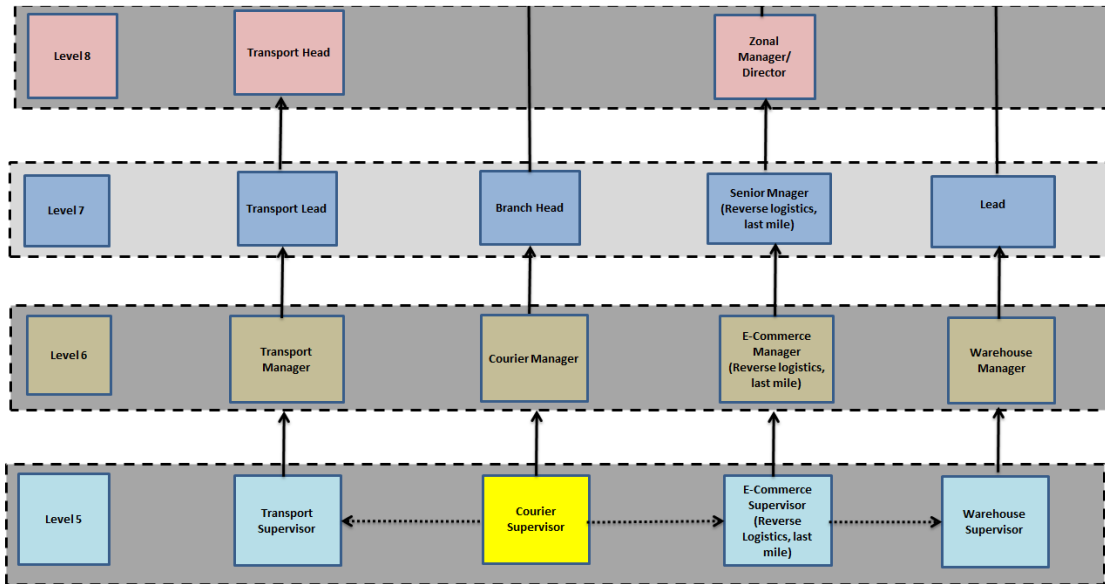 Level 8
Transport Head
Zonal
Manager/
Director
Level 7
Transport Lead
Branch Head
Senior Mnager
(Reverse logistics,
last mile)
Lead
Level 6
Transport
Manager
Courier Manager
E-Commerce
Manager
(Reverse logistics,
last mile)
Warehouse
Manager
Level 5
Transport
Supervisor
Courier
Supervisor
E-Commerce
Supervisor
(Reverse
Logistics, last
mile)
Warehouse
Supervisor